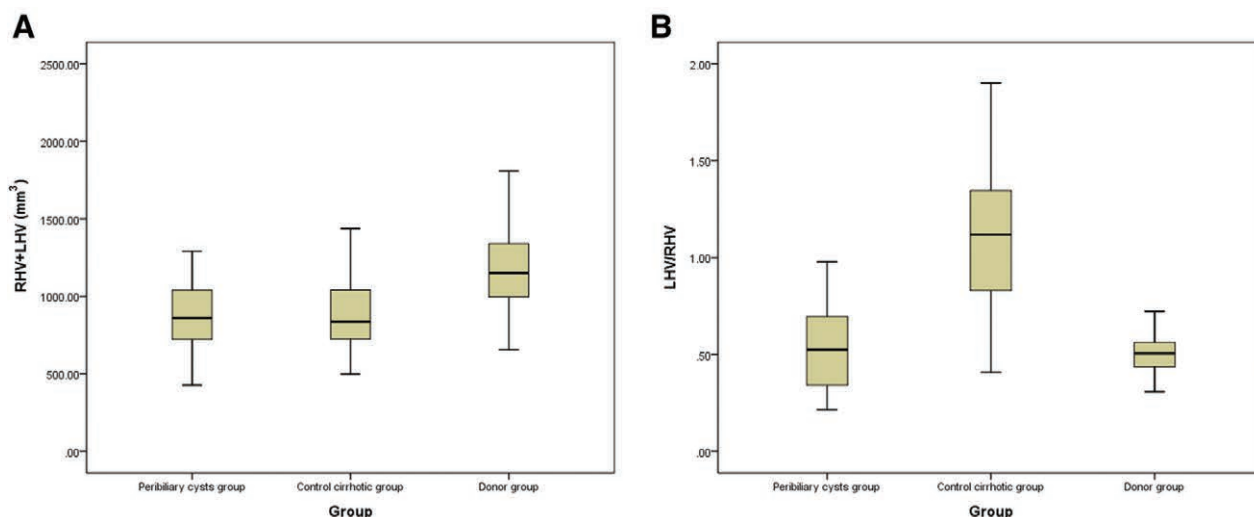 A
2500.00
2000.00
1500.00
1000.00
500.00
.00
RHV+LHV (mm³)
Peribiliary cysts group
Control cirrhotic group
Donor group
Group
B
2.00
1.50
1.00
.50
.00
LHV/RHV
Peribiliary cysts group
Control cirrhotic group
Donor group
Group